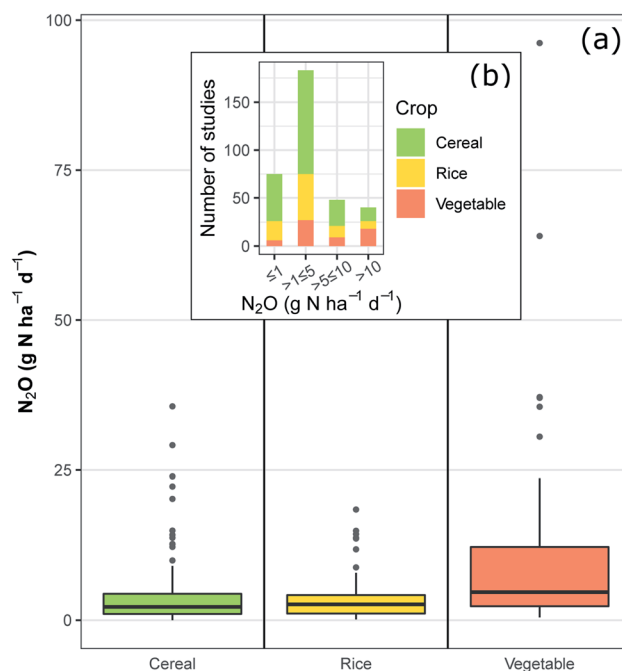 100
(a)
(b)
Number of studies
150
100
50
0
≤1
>1≤5
>5≤10
>10
N₂O (g N ha⁻¹ d⁻¹)
Crop
Cereal
Rice
Vegetable
75
50
25
0
N₂O (g N ha⁻¹ d⁻¹)
Cereal
Rice
Vegetable